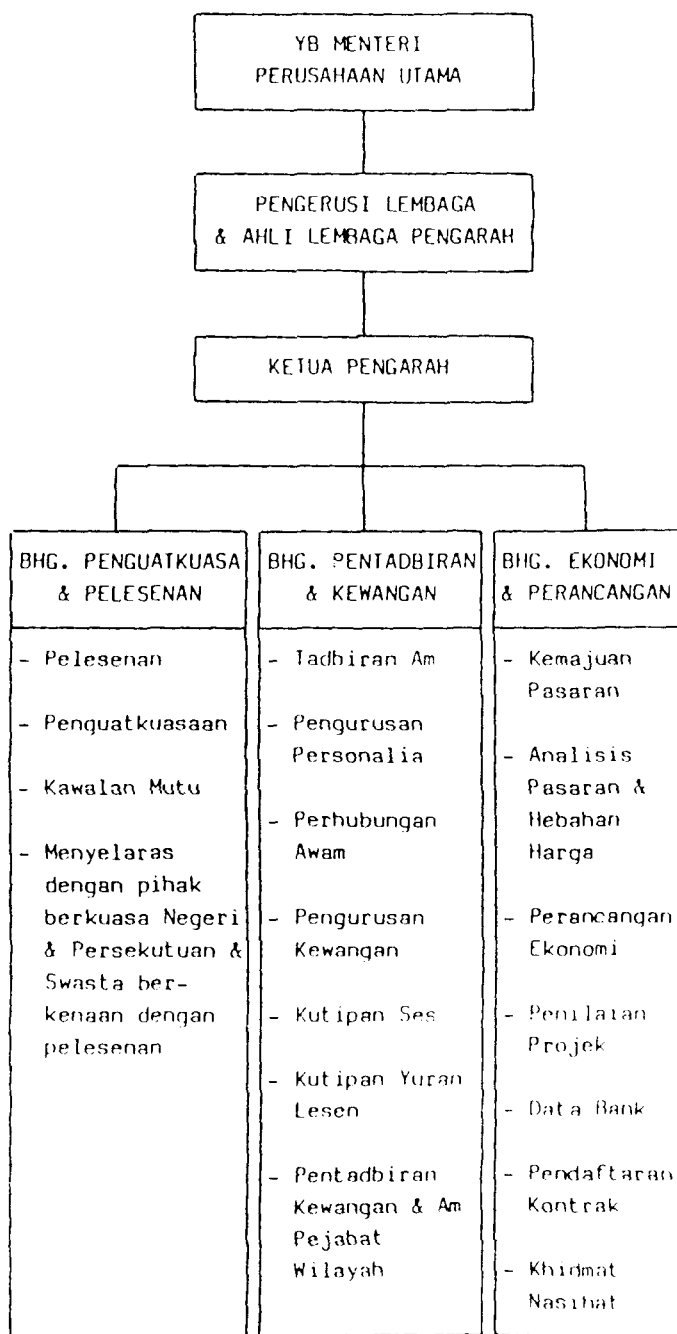 YB MENTERI
PERUSAHAAN UTAMA
PENGERUSI LEMBAGA
& AHLI LEMBAGA PENGARAH
KETUA PENGARAH
BHG. PENGUATKUASA
& PELESENAN
- Pelesenan
- Penguatkuasaan
- Kawalan Mutu
- Menyelaras
dengan pihak
berkuasa Negeri
& Persekutuan &
Swasta ber-
kenaan dengan
pelesenan
BHG. PENTADBIRAN
& KEWANGAN
- Tadbiran Am
- Pengurusan
Personalia
- Perhubungan
Awam
- Pengurusan
Kewangan
- Kutipan Ses
- Kutipan Yuran
Lesen
- Pentadbiran
Kewangan & Am
Pejabat
Wilayah
BHG. EKONOMI
& PERANCANGAN
- Kemajuan
Pasaran
- Analisis
Pasaran &
Hebahan
Harga
- Perancangan
Ekonomi
- Penilaian
Projek
- Data Bank
- Pendaftaran
Kontrak
- Khidmat
Nasihat